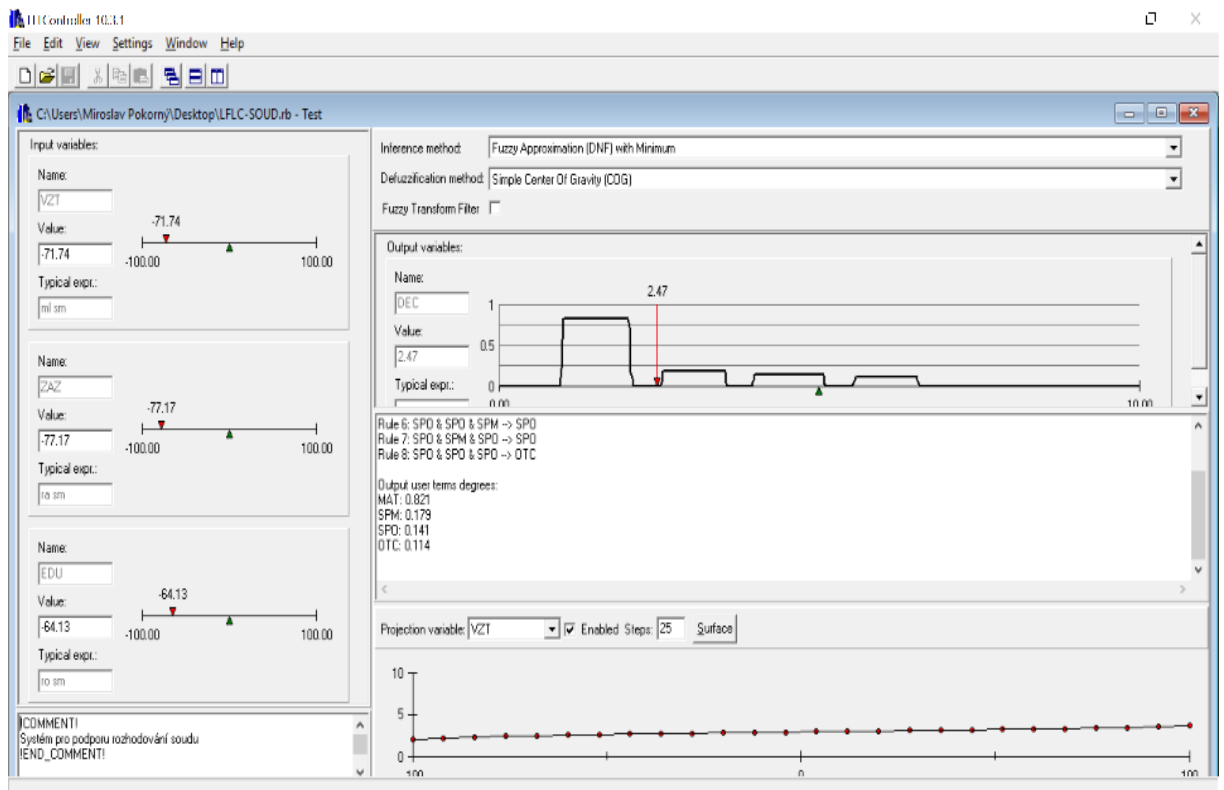 Controller 10.3.1
File Edit View Settings Window Help
C:\Users\Miroslav Pokorný\Desktop\LFLC-SOUD.rb - Test
Input variables:
Name:
VZT
Value:
-71.74
-71.74
-100.00
100.00
Typical expr.:
ml sm
Name:
ZAZ
Value:
-77.17
-77.17
-100.00
100.00
Typical expr.:
ra sm
Name:
EDU
Value:
-64.13
-64.13
-100.00
100.00
Typical expr.:
ro sm
!COMMENT!
Systém pro podporu rozhodování soudu
!END_COMMENT!
Inference method: Fuzzy Approximation (DNF) with Minimum
Defuzzification method: Simple Center Of Gravity (COG)
Fuzzy Transform Filter
Output variables:
Name:
DEC
Value:
2.47
Typical expr.:
2.47
1
0.5
0
0.00
10.00
Rule 6: SPO & SPO & SPM -> SPO
Rule 7: SPO & SPM & SPO -> SPO
Rule 8: SPO & SPO & SPO -> OTC
Output user terms degrees:
MAT: 0.821
SPM: 0.179
SPO: 0.141
OTC: 0.114
Projection variable: VZT Enabled Steps: 25 Surface
10
5
0
100
0
100